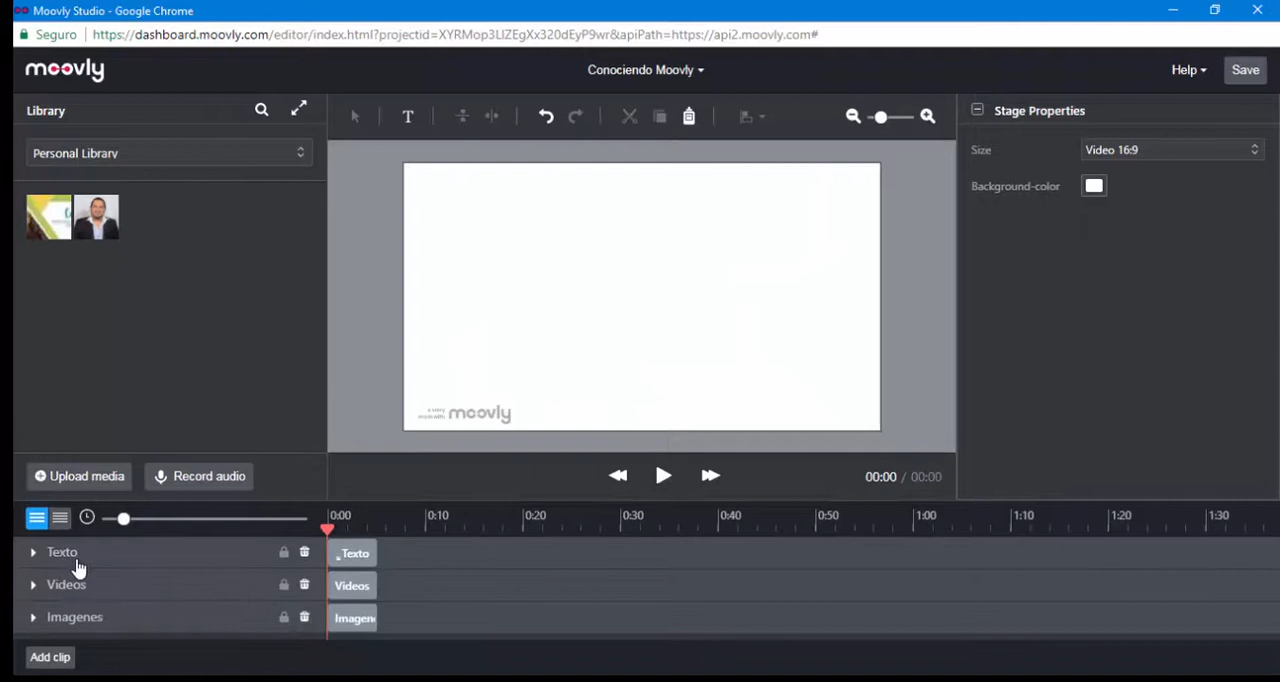 Moovly Studio - Google Chrome
Seguro https://dashboard.moovly.com/editor/index.html?projectid=XYRMop3LlZEgXx320dEyP9wr&apiPath=https://api2.moovly.com#
moovly
Conociendo Moovly
Help
Save
Library
T
Stage Properties
Personal Library
Size
Video 16:9
Background-color
moovly
Upload media
Record audio
00:00 / 00:00
0:00 0:10 0:20 0:30 0:40 0:50 1:00 1:10 1:20 1:30
Texto
Texto
Videos
Videos
Imagenes
Imagen
Add clip